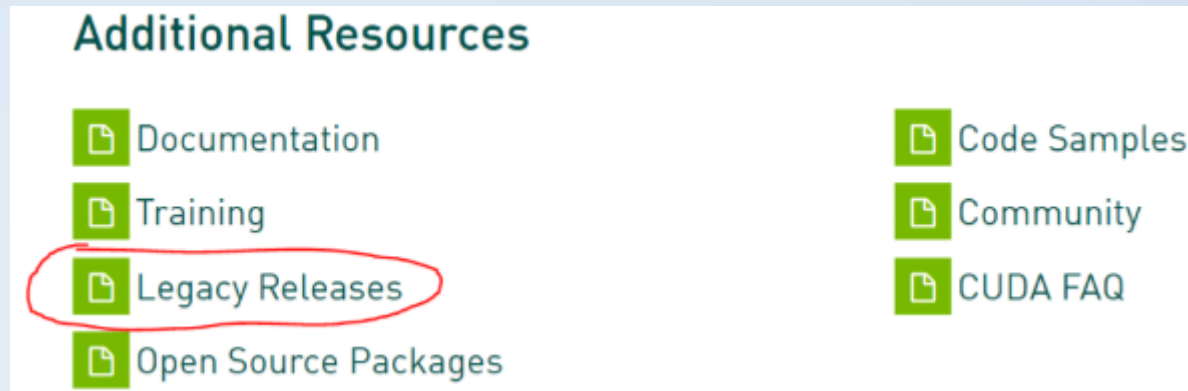 Additional Resources
Documentation
Training
Legacy Releases
Open Source Packages
Code Samples
Community
CUDA FAQ